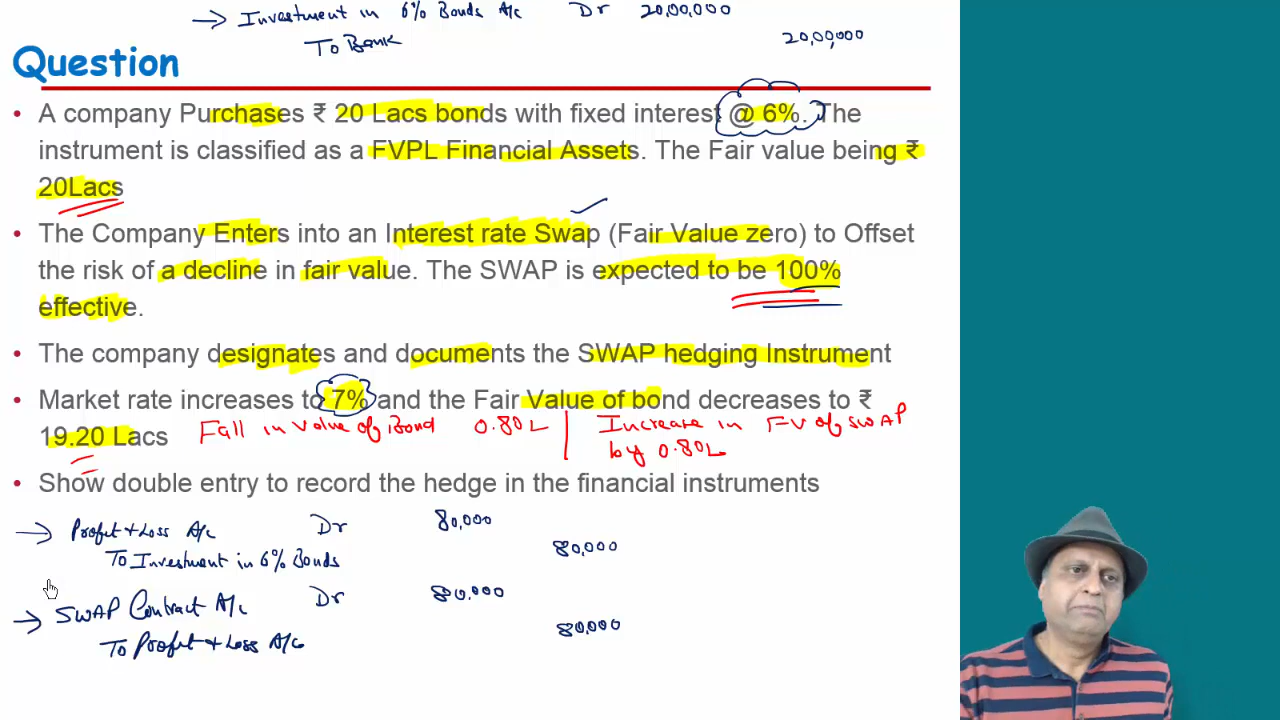 → Investment in 6% Bonds A/c Dr 20,00,000
To Bank 20,00,000
Question
• A company Purchases ₹ 20 Lacs bonds with fixed interest @ 6%. The
instrument is classified as a FVPL Financial Assets. The Fair value being ₹
20Lacs
• The Company Enters into an Interest rate Swap (Fair Value zero) to Offset
the risk of a decline in fair value. The SWAP is expected to be 100%
effective.
• The company designates and documents the SWAP hedging Instrument
• Market rate increases to 7% and the Fair Value of bond decreases to ₹
19.20 Lacs
Fall in Value of Bond 0.80L
Increase in FV of SWAP
by 0.80L
• Show double entry to record the hedge in the financial instruments
→ Profit + Loss A/c Dr 80,000
To Investment in 6% Bonds 80,000
→ SWAP Contract A/c Dr 80,000
To Profit + Loss A/c 80,000